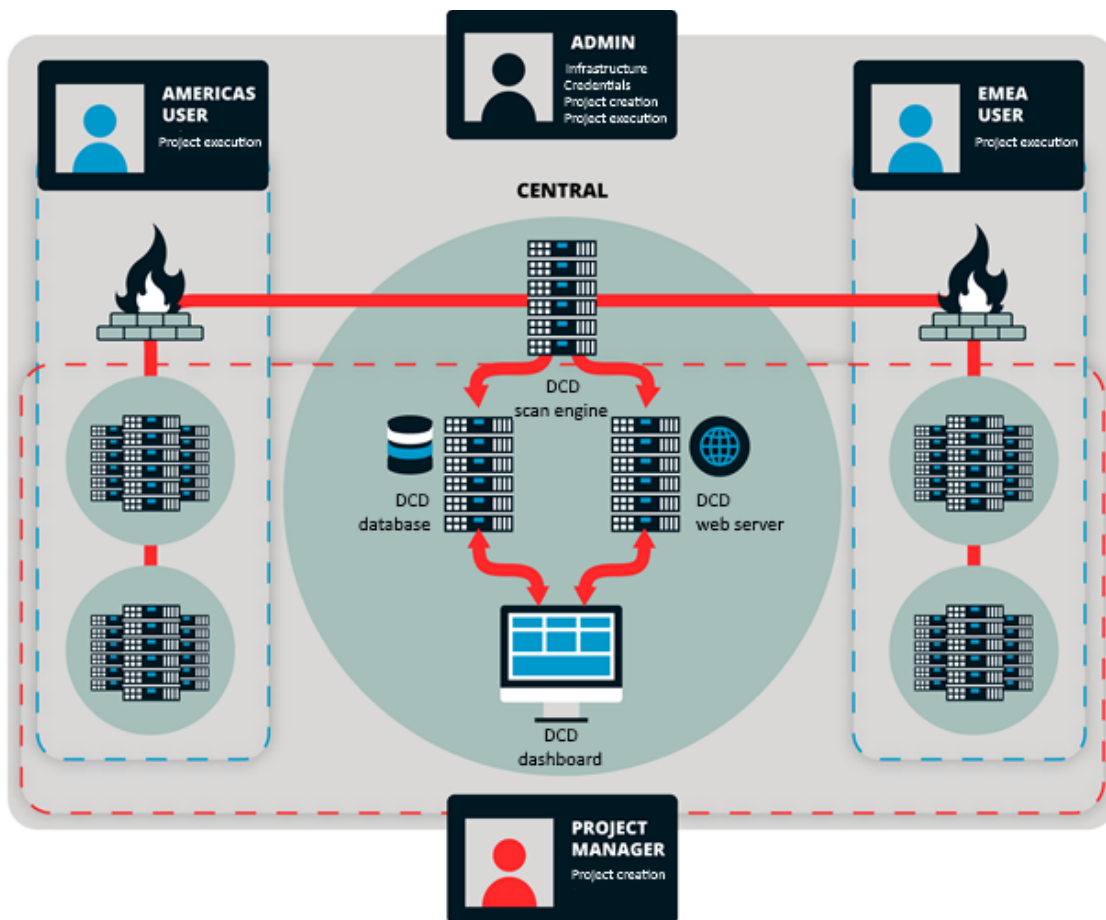 ADMIN
Infrastructure
Credentials
Project creation
Project execution
AMERICAS
USER
Project execution
EMEA
USER
Project execution
CENTRAL
DCD
scan engine
DCD
database
DCD
web server
DCD
dashboard
PROJECT
MANAGER
Project creation